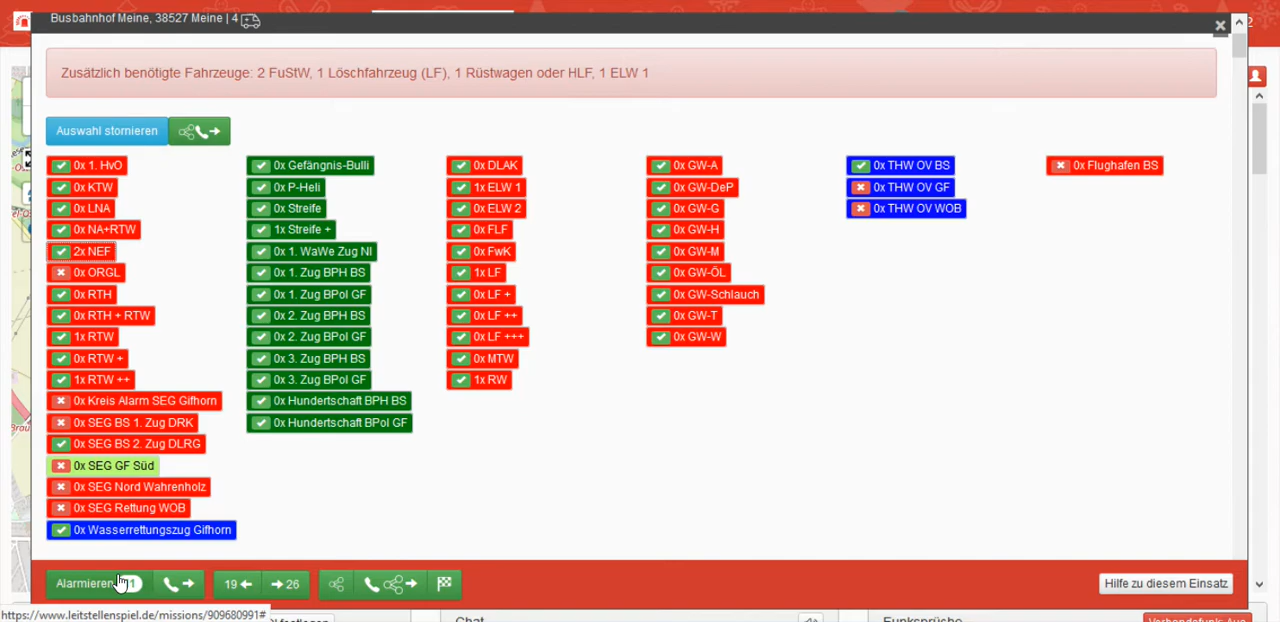 Busbahnhof Meine, 38527 Meine | 4
Zusätzlich benötigte Fahrzeuge: 2 FuStW, 1 Löschfahrzeug (LF), 1 Rüstwagen oder HLF, 1 ELW 1
Auswahl stornieren
0x 1. HvO
0x KTW
0x LNA
0x NA+RTW
2x NEF
0x ORGL
0x RTH
0x RTH + RTW
1x RTW
0x RTW +
1x RTW ++
0x Kreis Alarm SEG Gifhorn
0x SEG BS 1. Zug DRK
0x SEG BS 2. Zug DLRG
0x SEG GF Süd
0x SEG Nord Wahrenholz
0x SEG Rettung WOB
0x Wasserrettungszug Gifhorn
0x Gefängnis-Bulli
0x P-Heli
0x Streife
1x Streife +
0x 1. WaWe Zug NI
0x 1. Zug BPH BS
0x 1. Zug BPol GF
0x 2. Zug BPH BS
0x 2. Zug BPol GF
0x 3. Zug BPH BS
0x 3. Zug BPol GF
0x Hundertschaft BPH BS
0x Hundertschaft BPol GF
0x DLAK
1x ELW 1
0x ELW 2
0x FLF
0x FwK
1x LF
0x LF +
0x LF ++
0x LF +++
0x MTW
1x RW
0x GW-A
0x GW-DeP
0x GW-G
0x GW-H
0x GW-M
0x GW-ÖL
0x GW-Schlauch
0x GW-T
0x GW-W
0x THW OV BS
0x THW OV GF
0x THW OV WOB
0x Flughafen BS
Alarmieren
19
26
Hilfe zu diesem Einsatz
https://www.leitstellenspiel.de/missions/909680991#
Chat
Funksprüche